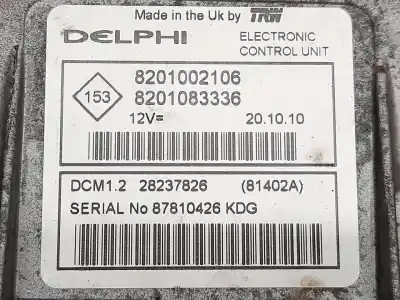 Made in the Uk by TRW
DELPHI
ELECTRONIC
CONTROL UNIT
153
8201002106
8201083336
12V=
20.10.10
DCM1.2 28237826 (81402A)
SERIAL No 87810426 KDG